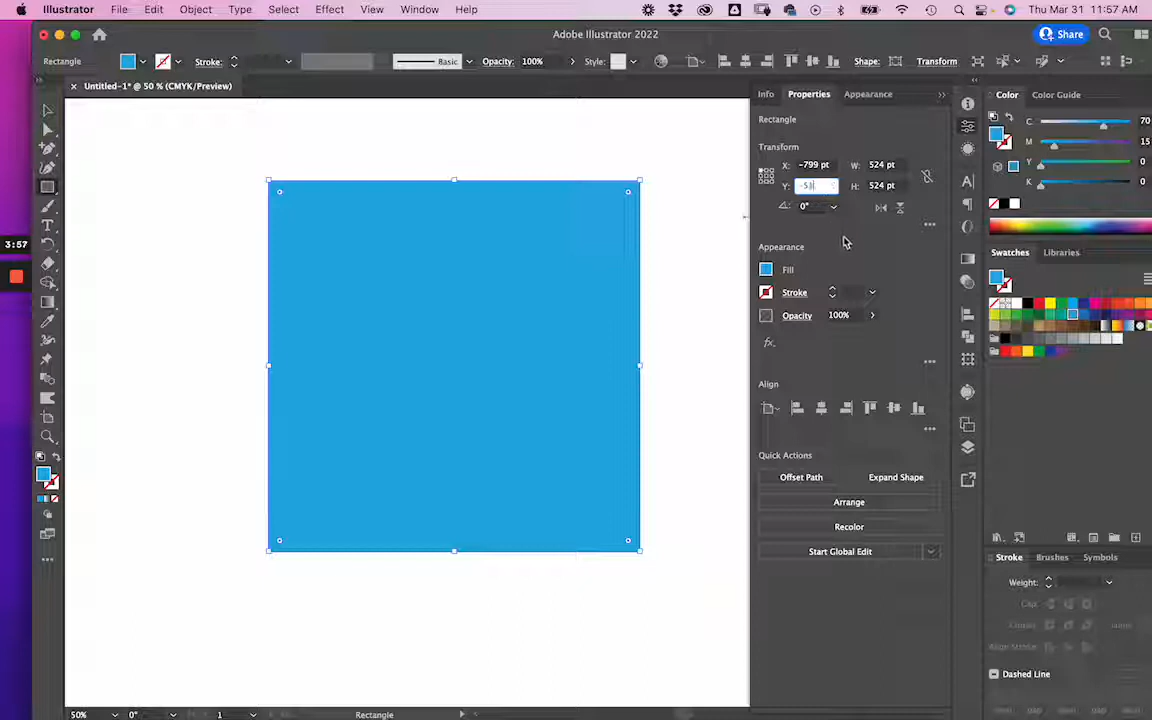 Illustrator File Edit Object Type Select Effect View Window Help Thu Mar 31 11:57 AM
Adobe Illustrator 2022 Share
Rectangle Stroke: Basic Opacity: 100% Style: Shape: Transform
Untitled-1* @ 50 % (CMYK/Preview)
Info Properties Appearance
Color Color Guide
Rectangle
C 70
Transform
M 15
X: -799 pt W: 524 pt
Y 0
Y: H: 524 pt
K 0
0°
3:57
Appearance
Fill
Swatches Libraries
Stroke
Opacity 100%
fx.
Align
Quick Actions
Offset Path Expand Shape
Arrange
Recolor
Start Global Edit
Stroke Brushes Symbols
Weight:
Cap:
Dashed Line
50% 0° 1 Rectangle